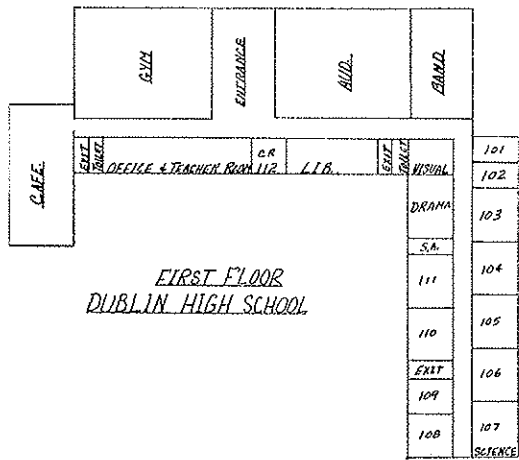 GYM
ENTRANCE
AUD.
BAND
CAFE.
EXIT
TOILET
OFFICE & TEACHER ROOM
C.R
112
LIB.
EXIT
TOILET
VISUAL
DRAMA
S.A.
111
110
EXIT
109
108
101
102
103
104
105
106
107
SCIENCE
FIRST FLOOR
DUBLIN HIGH SCHOOL